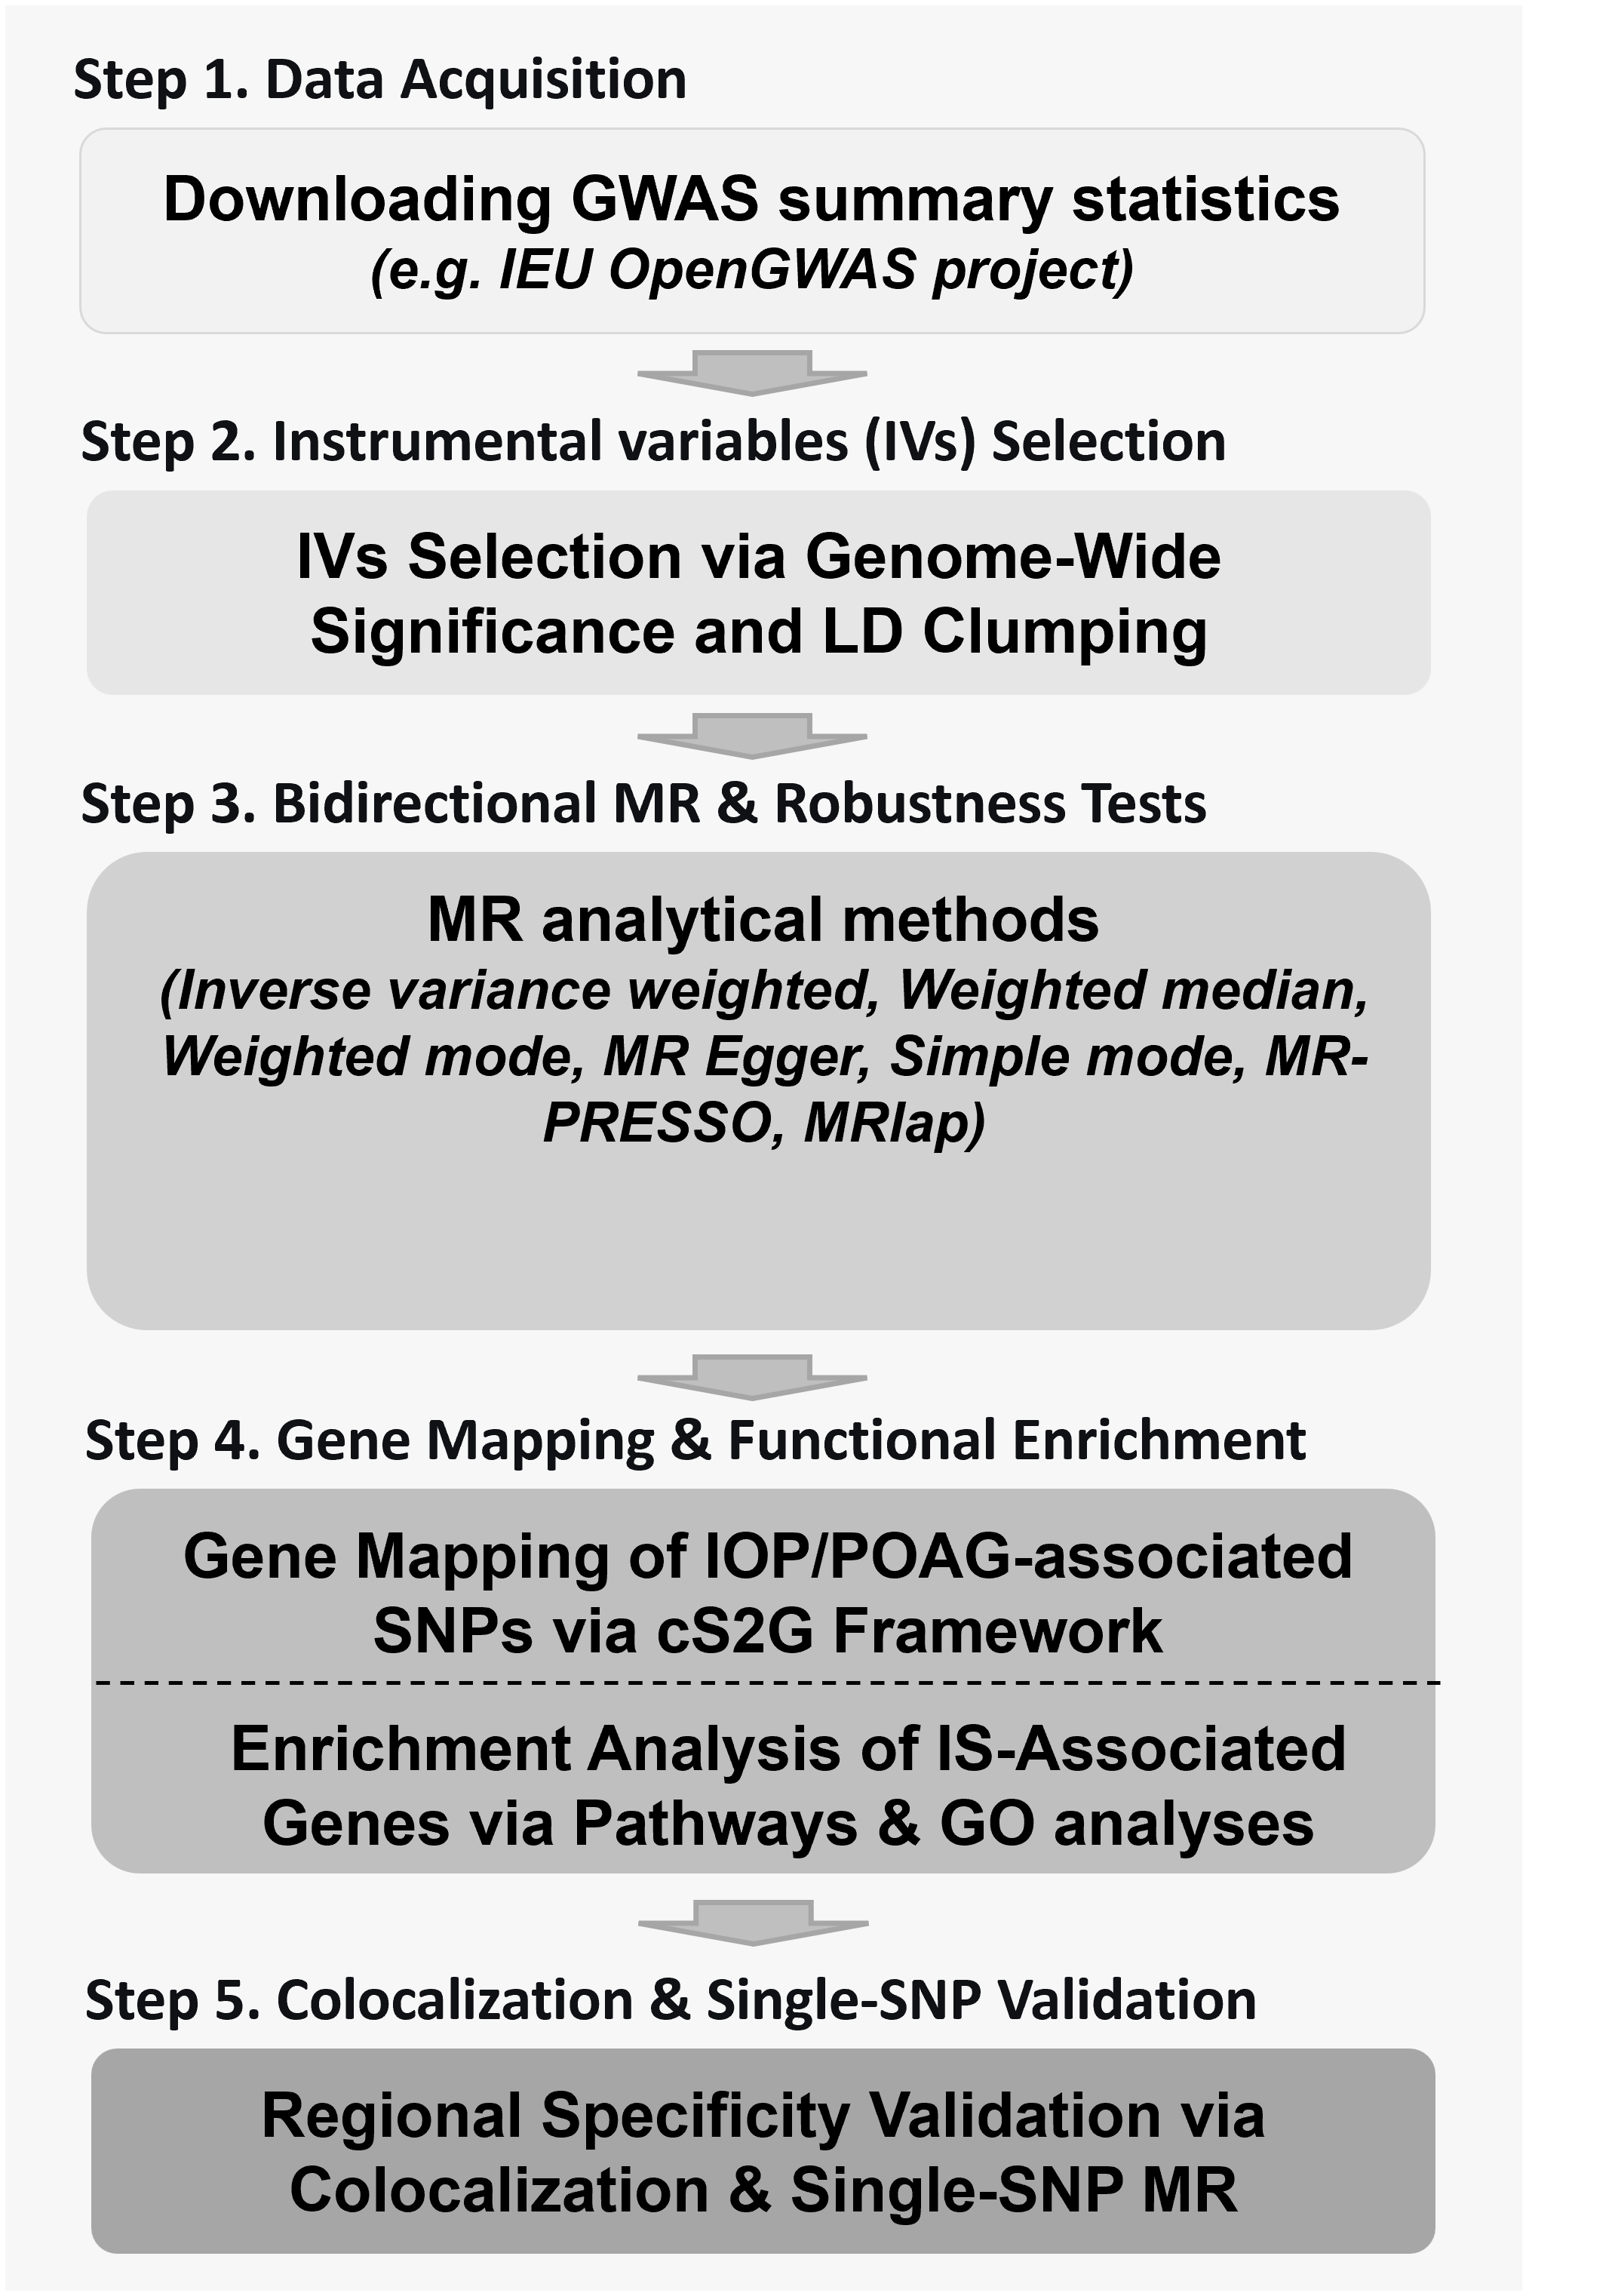 Step 1. Data Acquisition
Downloading GWAS summary statistics
(e.g. IEU OpenGWAS project)
Step 2. Instrumental variables (IVs) Selection
IVs Selection via Genome-Wide
Significance and LD Clumping
Step 3. Bidirectional MR & Robustness Tests
MR analytical methods
(Inverse variance weighted, Weighted median,
Weighted mode, MR Egger, Simple mode, MR-
PRESSO, MRlap)
Step 4. Gene Mapping & Functional Enrichment
Gene Mapping of IOP/POAG-associated
SNPs via cS2G Framework
Enrichment Analysis of IS-Associated
Genes via Pathways & GO analyses
Step 5. Colocalization & Single-SNP Validation
Regional Specificity Validation via
Colocalization & Single-SNP MR